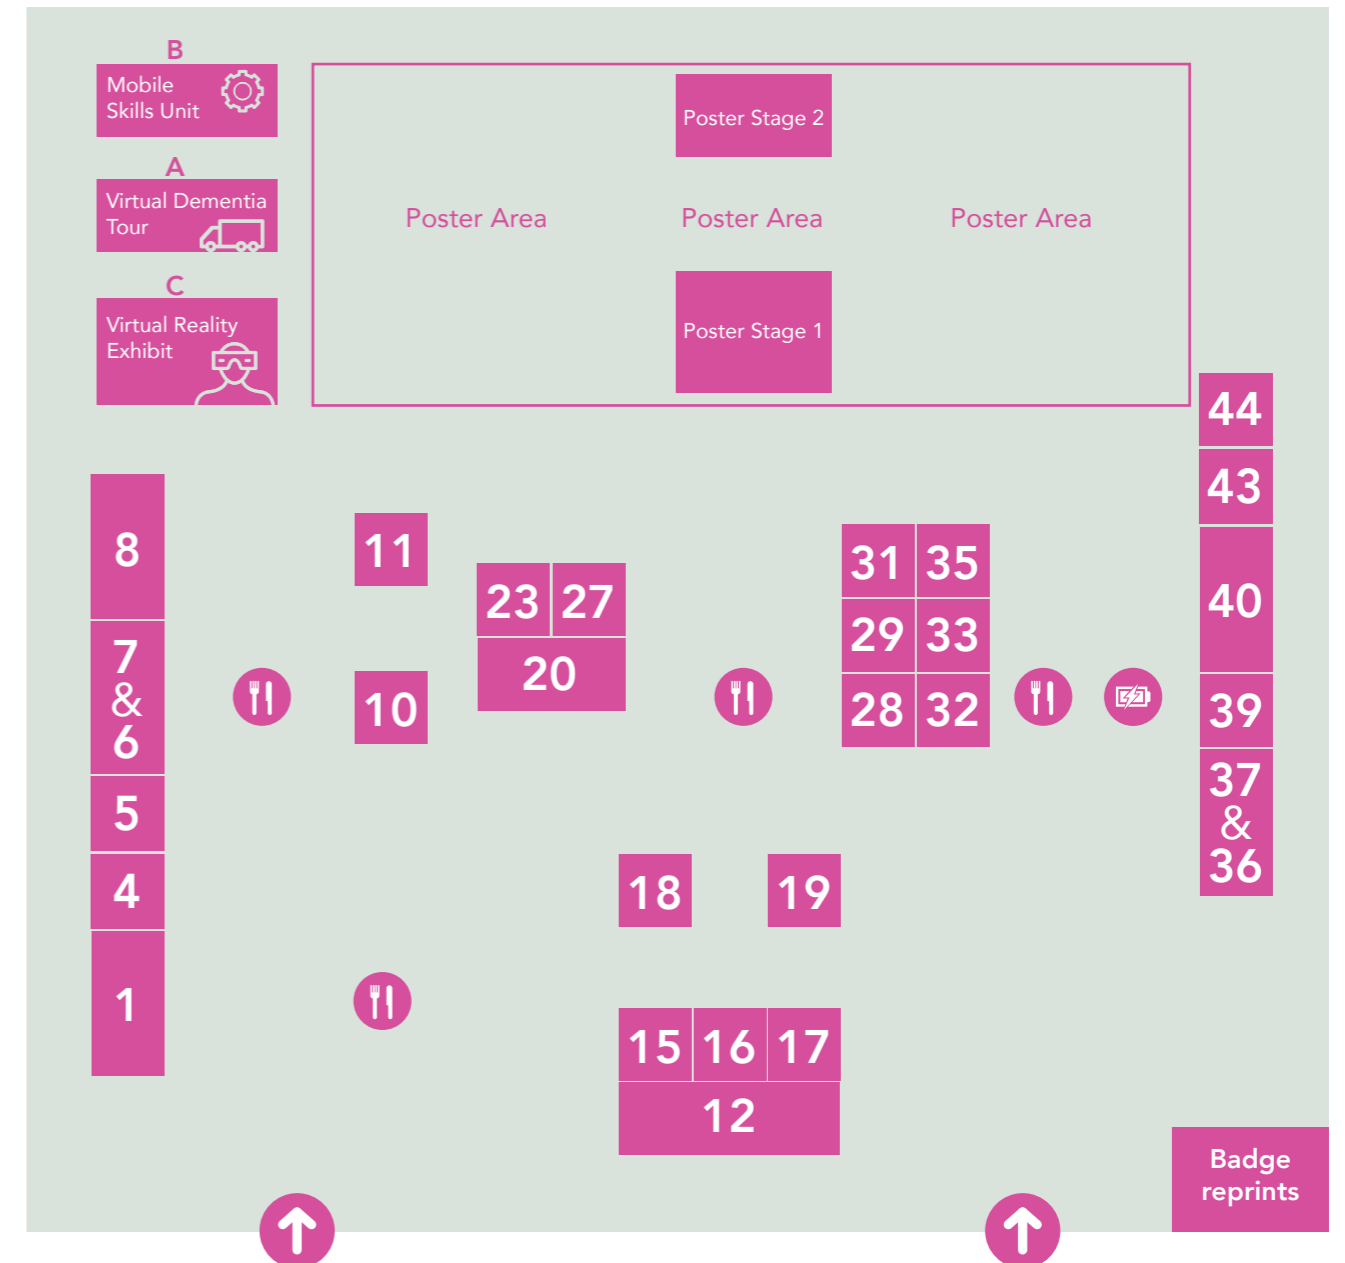 B
Mobile
Skills Unit
A
Virtual Dementia
Tour
C
Virtual Reality
Exhibit
Poster Stage 2
Poster Area
Poster Area
Poster Area
Poster Stage 1
44
43
40
39
37
&
36
8
7
&
6
5
4
1
11
10
23
27
20
31
35
29
33
28
32
18
19
15
16
17
12
Badge
reprints